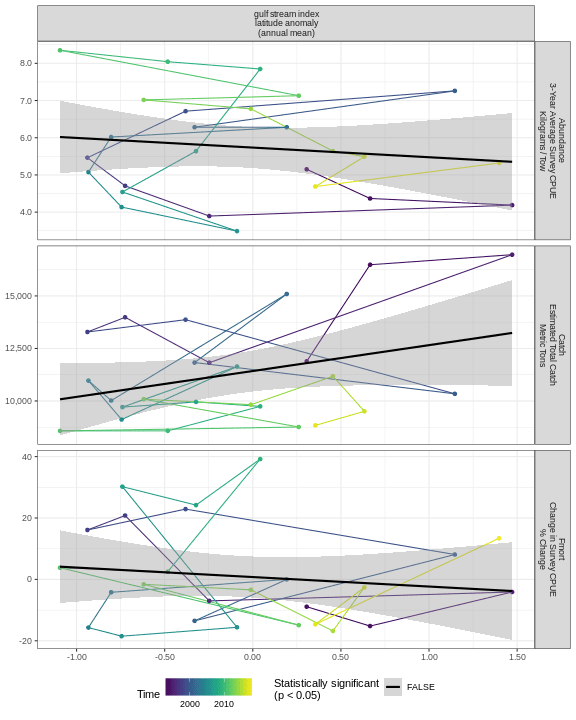 gulf stream index
latitude anomaly
(annual mean)
8.0
7.0
6.0
5.0
4.0
Abundance
3-Year Average Survey CPUE
Kilograms / Tow
15,000
12,500
10,000
Catch
Estimated Total Catch
Metric Tons
40
20
0
-20
Fmort
Change in Survey CPUE
% Change
-1.00
-0.50
0.00
0.50
1.00
1.50
Time
2000
2010
Statistically significant
(p < 0.05)
FALSE